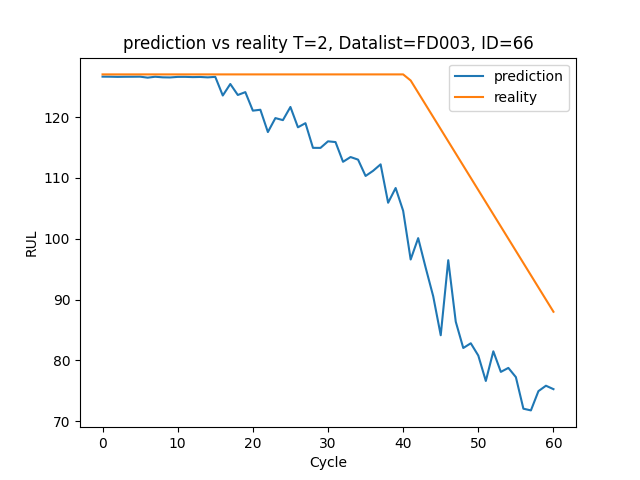 prediction vs reality T=2, Datalist=FD003, ID=66
prediction
reality
120
110
100
90
80
70
RUL
0 10 20 30 40 50 60
Cycle